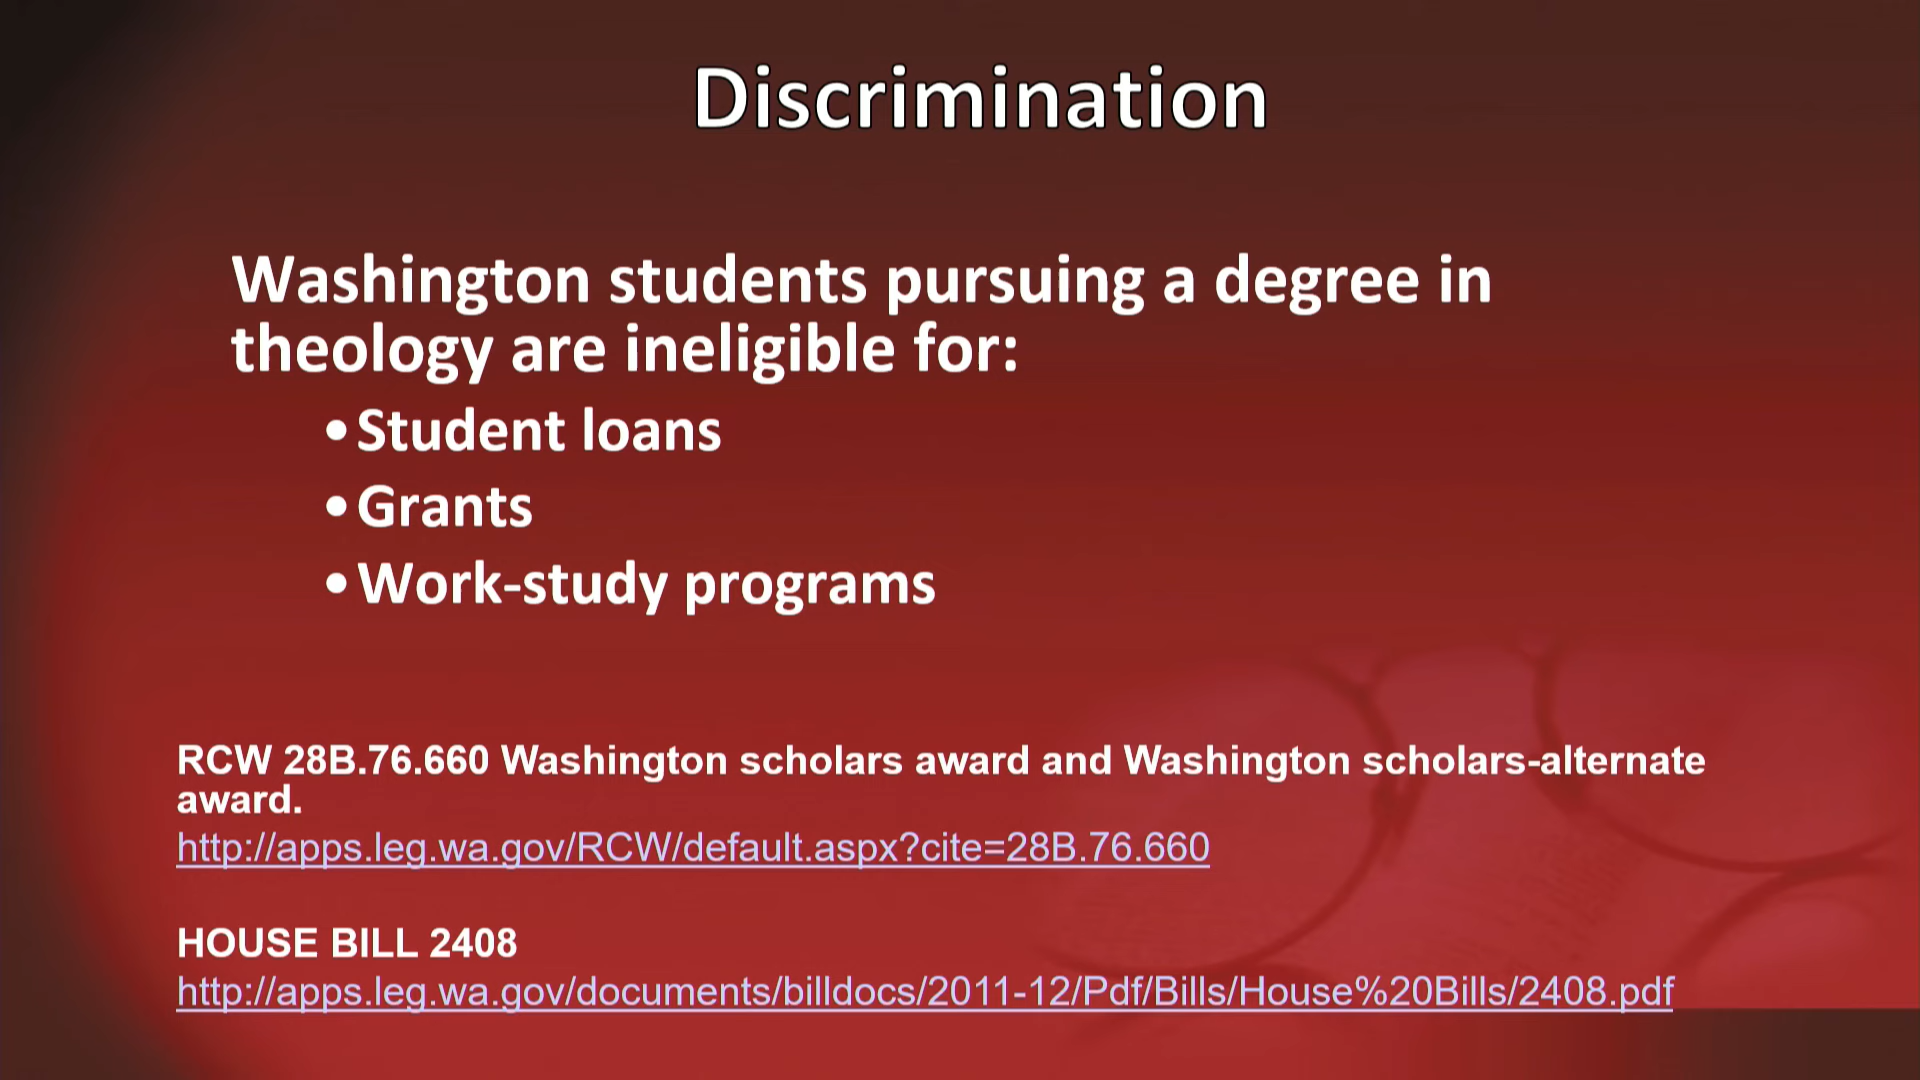 Discrimination
Washington students pursuing a degree in
theology are ineligible for:
•Student loans
•Grants
•Work-study programs
RCW 28B.76.660 Washington scholars award and Washington scholars-alternate
award.
http://apps.leg.wa.gov/RCW/default.aspx?cite=28B.76.660
HOUSE BILL 2408
http://apps.leg.wa.gov/documents/billdocs/2011-12/Pdf/Bills/House%20Bills/2408.pdf